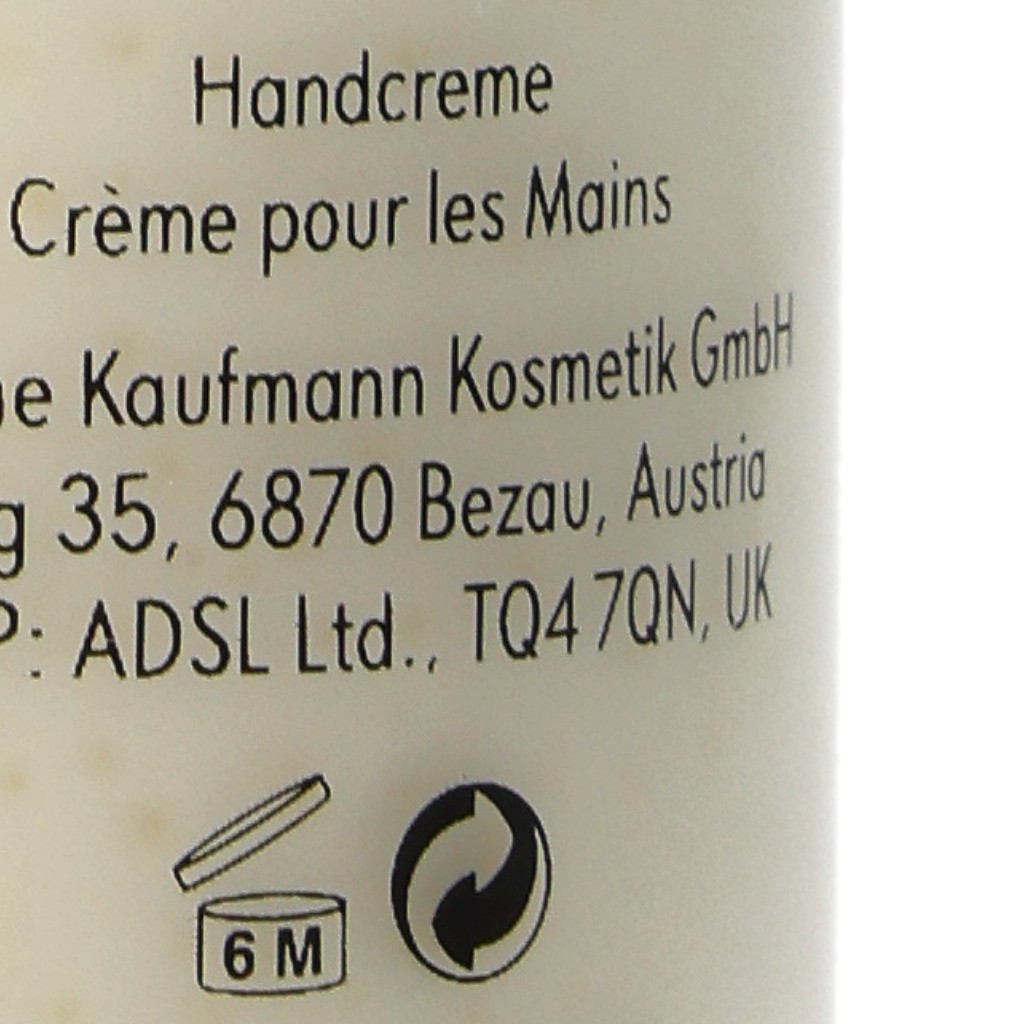 Handcreme
Crème pour les Mains
Kaufmann Kosmetik GmbH
35, 6870 Bezau, Austria
ADSL Ltd., TQ4 7QN, UK
6 M